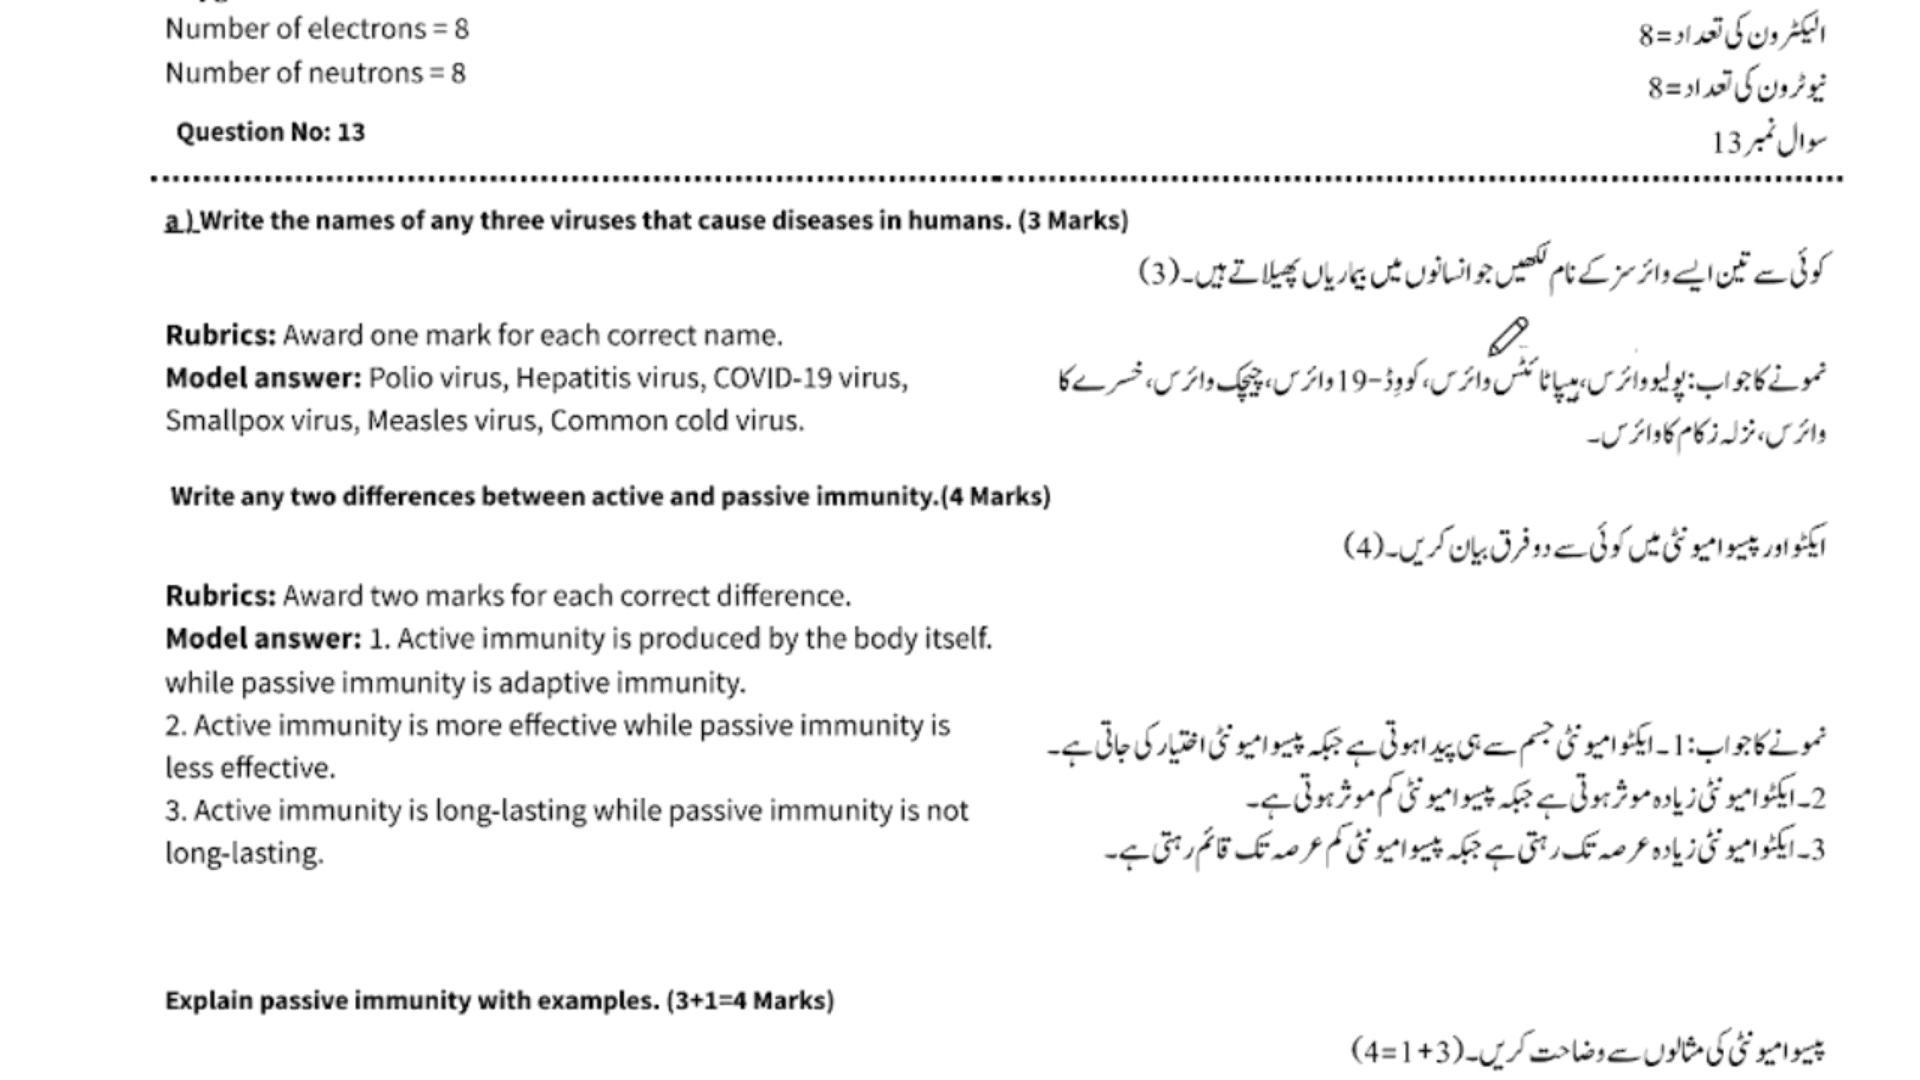 Number of electrons = 8
الیکٹرون کی تعداد=8
Number of neutrons = 8
نیوٹرون کی تعداد=8
Question No: 13
سوال نمبر 13
a ) Write the names of any three viruses that cause diseases in humans. (3 Marks)
کوئی سے تین ایسے وائرسز کے نام لکھیں جو انسانوں میں بیماریاں پھیلاتے ہیں۔(3)
Rubrics: Award one mark for each correct name.
Model answer: Polio virus, Hepatitis virus, COVID-19 virus,
Smallpox virus, Measles virus, Common cold virus.
نمونے کا جواب: پولیو وائرس، ہیپاٹائٹس وائرس، کووِڈ-19 وائرس، چیچک وائرس، خسرے کا
وائرس، نزلہ زکام کا وائرس۔
Write any two differences between active and passive immunity.(4 Marks)
ایکٹو اور پیسیو امیونٹی میں کوئی سے دو فرق بیان کریں۔(4)
Rubrics: Award two marks for each correct difference.
Model answer: 1. Active immunity is produced by the body itself.
while passive immunity is adaptive immunity.
2. Active immunity is more effective while passive immunity is
less effective.
3. Active immunity is long-lasting while passive immunity is not
long-lasting.
نمونے کا جواب: 1۔ایکٹو امیونٹی جسم سے ہی پیدا ہوتی ہے جبکہ پیسیو امیونٹی اختیار کی جاتی ہے۔
2۔ایکٹو امیونٹی زیادہ موثر ہوتی ہے جبکہ پیسیو امیونٹی کم موثر ہوتی ہے۔
3۔ایکٹو امیونٹی زیادہ عرصہ تک رہتی ہے جبکہ پیسیو امیونٹی کم عرصہ تک قائم رہتی ہے۔
Explain passive immunity with examples. (3+1=4 Marks)
پیسیو امیونٹی کی مثالوں سے وضاحت کریں۔(3+1=4)